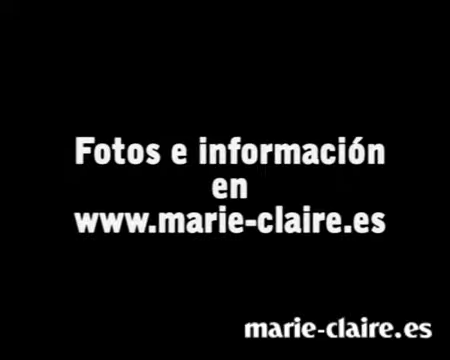 Fotos e información
en
www.marie-claire.es
marie-claire.es